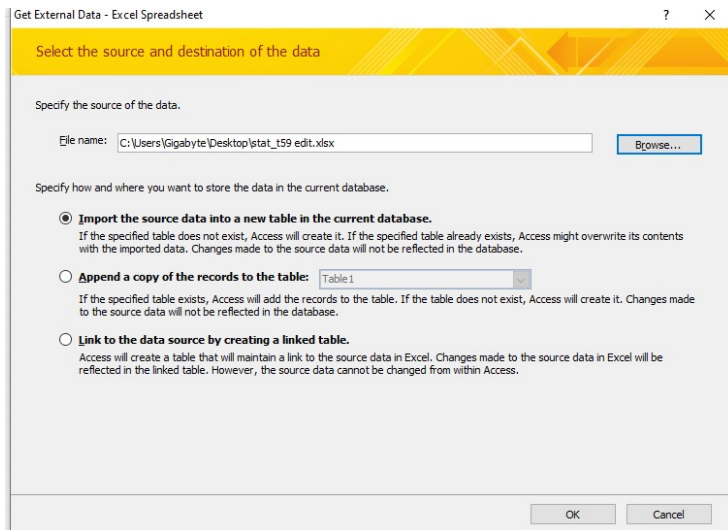 Get External Data - Excel Spreadsheet
Select the source and destination of the data
Specify the source of the data.
File name: C:\Users\Gigabyte\Desktop\stat_t59 edit.xlsx Browse...
Specify how and where you want to store the data in the current database.
Import the source data into a new table in the current database.
If the specified table does not exist, Access will create it. If the specified table already exists, Access might overwrite its contents
with the imported data. Changes made to the source data will not be reflected in the database.
Append a copy of the records to the table: Table1
If the specified table exists, Access will add the records to the table. If the table does not exist, Access will create it. Changes made
to the source data will not be reflected in the database.
Link to the data source by creating a linked table.
Access will create a table that will maintain a link to the source data in Excel. Changes made to the source data in Excel will be
reflected in the linked table. However, the source data cannot be changed from within Access.
OK Cancel